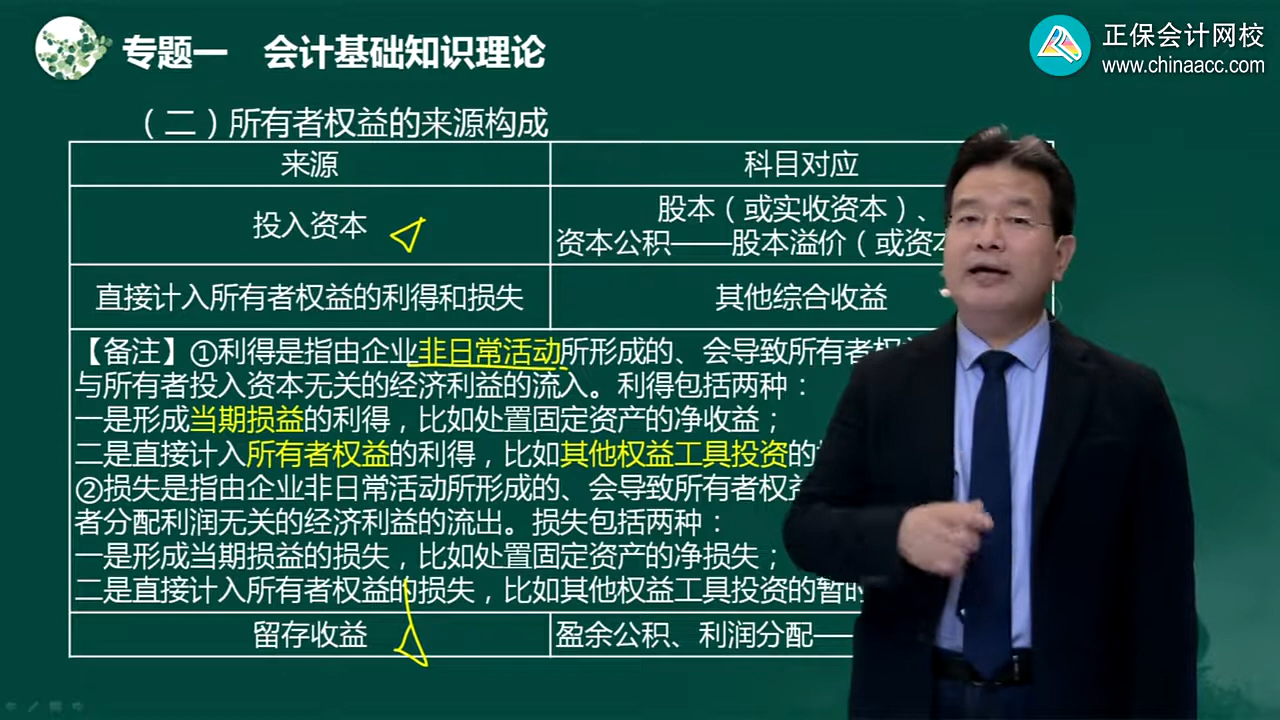 专题一 会计基础知识理论
正保会计网校
www.chinaacc.com
（二）所有者权益的来源构成
来源 科目对应
投入资本 股本（或实收资本）、
资本公积——股本溢价（或资
直接计入所有者权益的利得和损失 其他综合收益
【备注】①利得是指由企业非日常活动所形成的、会导致所有者权
与所有者投入资本无关的经济利益的流入。利得包括两种：
一是形成当期损益的利得，比如处置固定资产的净收益；
二是直接计入所有者权益的利得，比如其他权益工具投资的
②损失是指由企业非日常活动所形成的、会导致所有者权益
者分配利润无关的经济利益的流出。损失包括两种：
一是形成当期损益的损失，比如处置固定资产的净损失；
二是直接计入所有者权益的损失，比如其他权益工具投资的暂时
留存收益 盈余公积、利润分配——